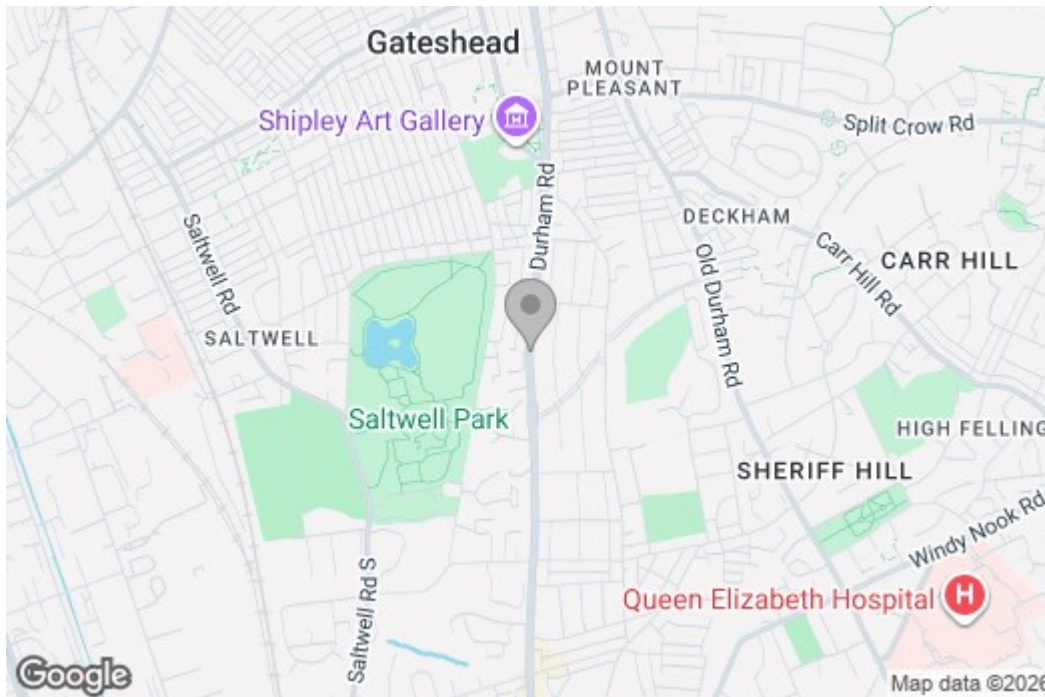 Gateshead
MOUNT
PLEASANT
Shipley Art Gallery
Split Crow Rd
Durham Rd
DECKHAM
Saltwell Rd
Old Durham Rd
Carr Hill Rd
CARR HILL
SALTWELL
Saltwell Park
HIGH FELLING
SHERIFF HILL
Windy Nook Rd
Saltwell Rd S
Queen Elizabeth Hospital
H
Google
Map data ©2026